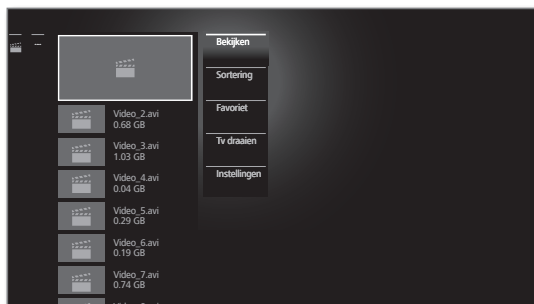 ...
Bekijken
Sortering
Favoriet
Tv draaien
Instellingen
Video_2.avi
0.68 GB
Video_3.avi
1.03 GB
Video_4.avi
0.04 GB
Video_5.avi
0.29 GB
Video_6.avi
0.19 GB
Video_7.avi
0.74 GB